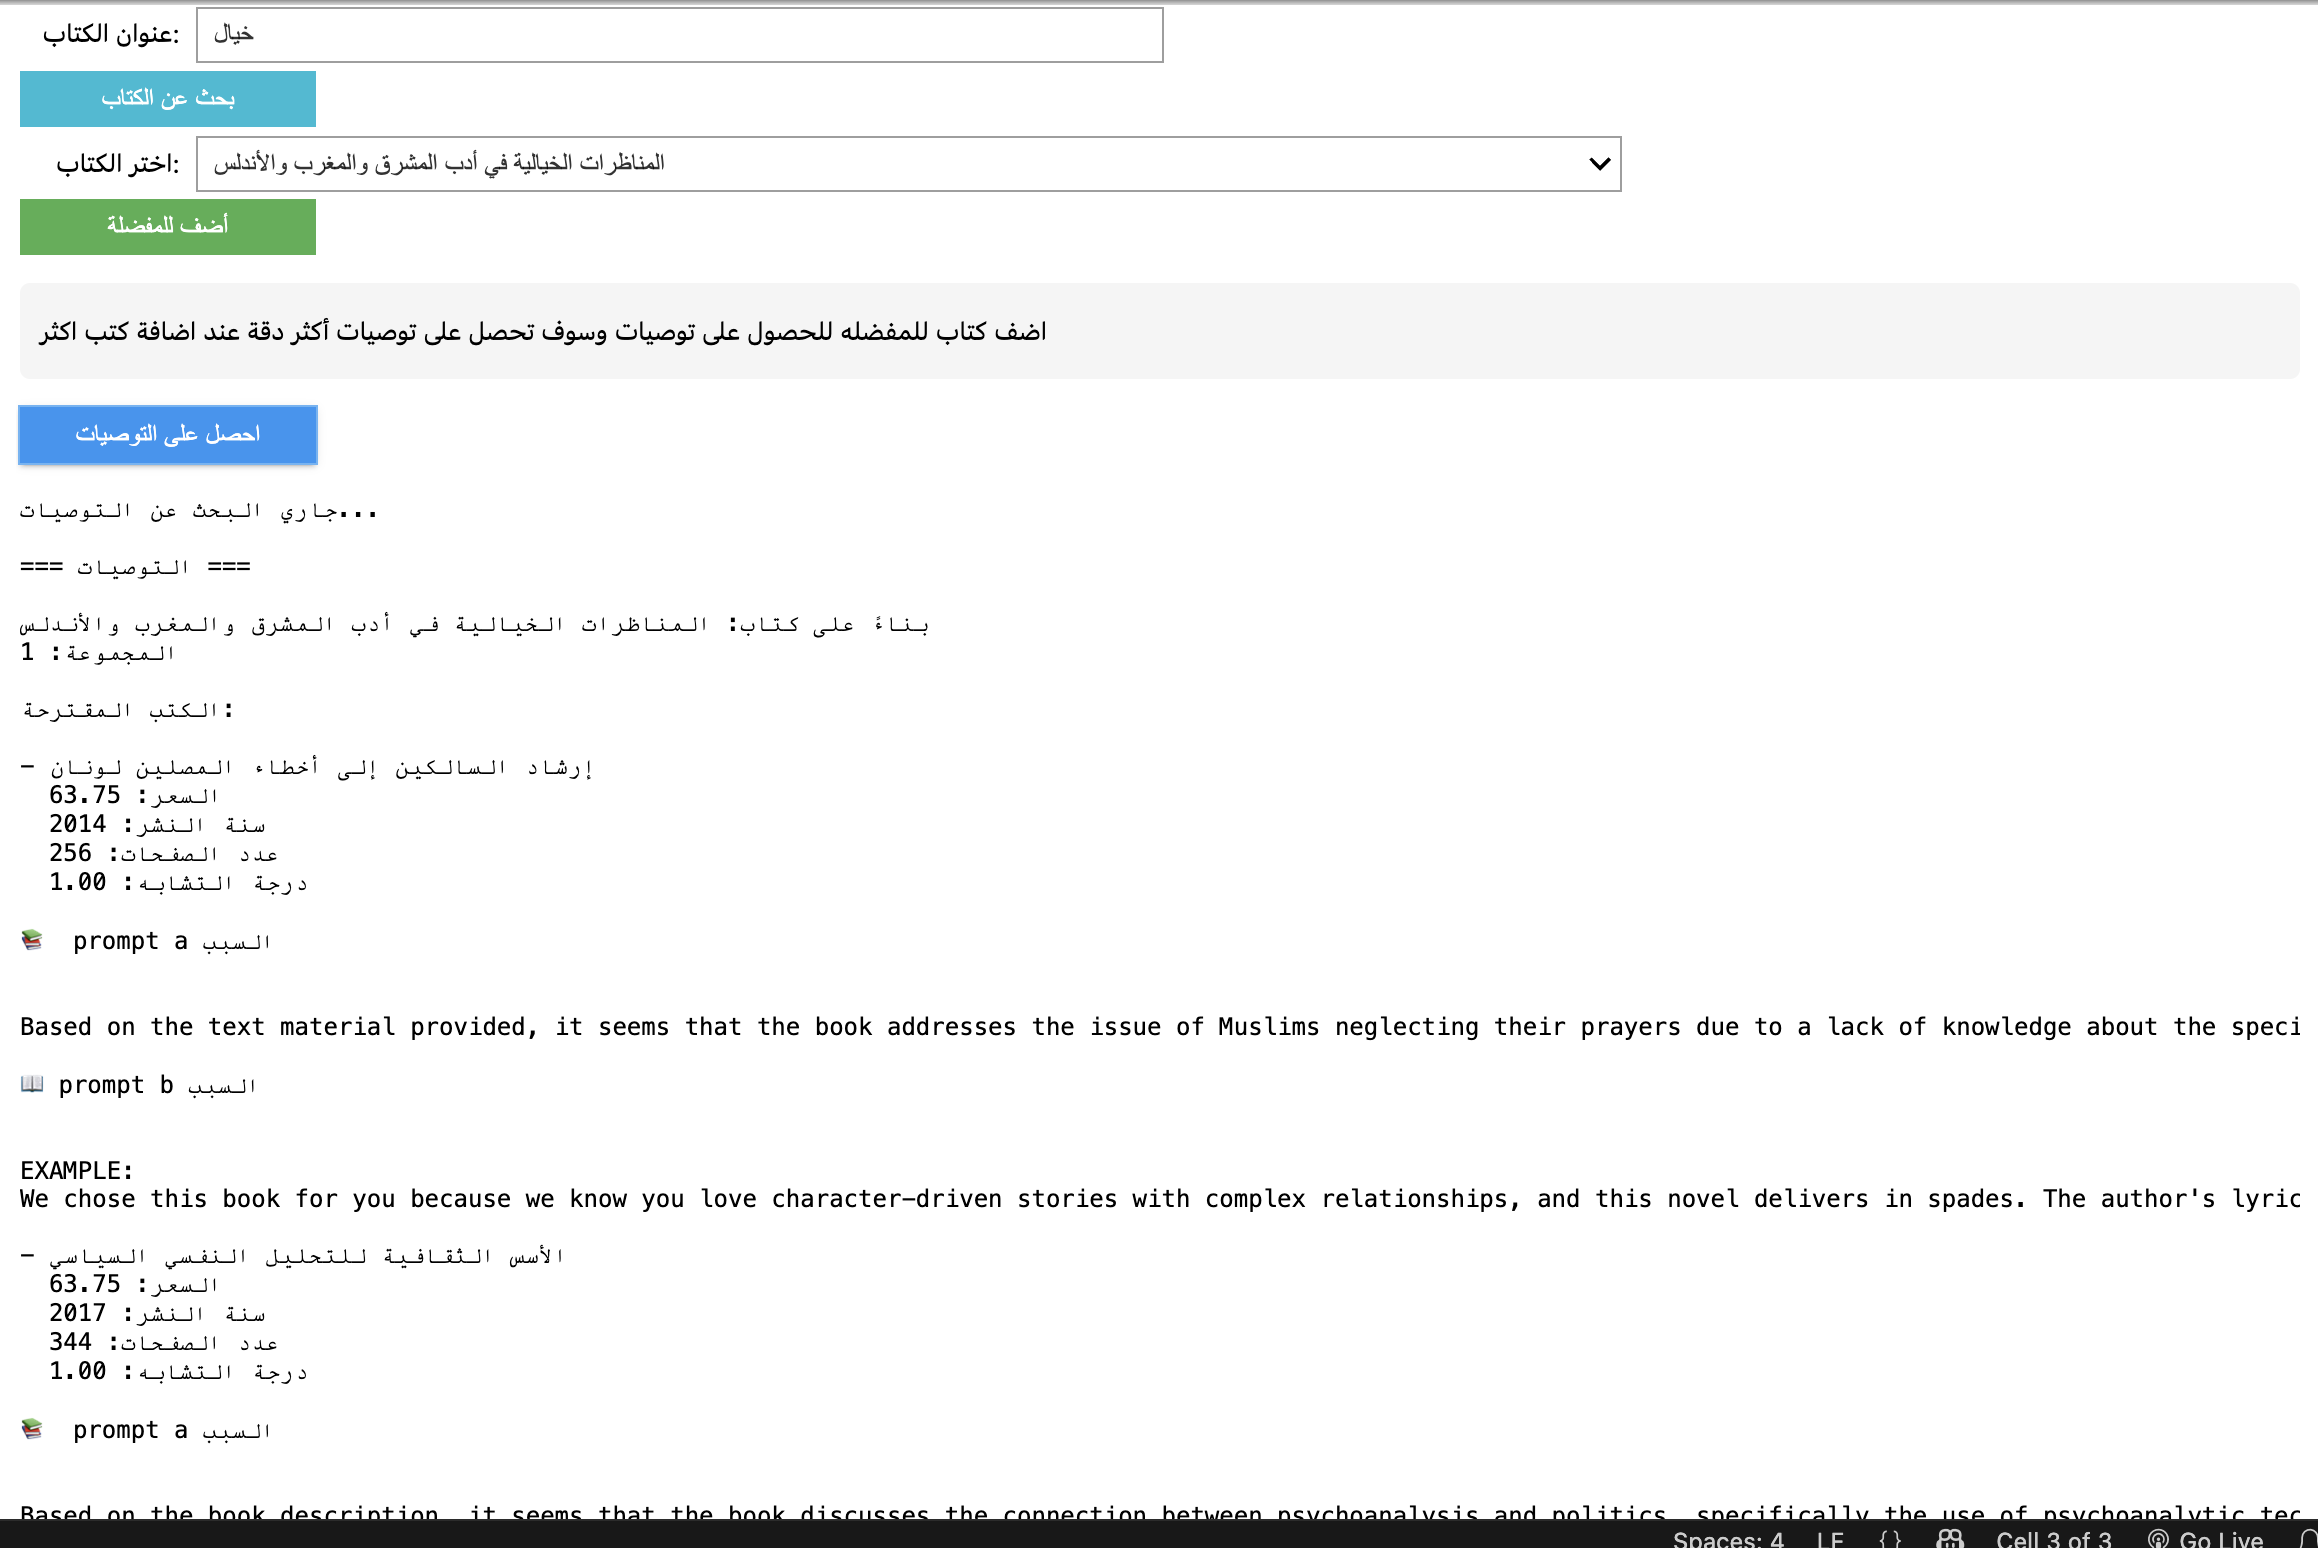 عنوان الكتاب:
خيال
بحث عن الكتاب
اختر الكتاب:
المناظرات الخيالية في أدب المشرق والمغرب والأندلس
أضف للمفضلة
اضف كتاب للمفضله للحصول على توصيات وسوف تحصل على توصيات أكثر دقة عند اضافة كتب اكثر
احصل على التوصيات
جاري البحث عن التوصيات...
=== التوصيات ===
بناءً على كتاب: المناظرات الخيالية في أدب المشرق والمغرب والأندلس
المجموعة: 1
الكتب المقترحة:
- إرشاد السالكين إلى أخطاء المصلين لونان
السعر: 63.75
سنة النشر: 2014
عدد الصفحات: 256
درجة التشابه: 1.00
📚 prompt a السبب
Based on the text material provided, it seems that the book addresses the issue of Muslims neglecting their prayers due to a lack of knowledge about the speci
📖 prompt b السبب
EXAMPLE:
We chose this book for you because we know you love character-driven stories with complex relationships, and this novel delivers in spades. The author's lyric
- الأسس الثقافية للتحليل النفسي السياسي
السعر: 63.75
سنة النشر: 2017
عدد الصفحات: 344
درجة التشابه: 1.00
📚 prompt a السبب
Based on the book description, it seems that the book discusses the connection between psychoanalysis and politics, specifically the use of psychoanalytic tec
Spaces: 4 LF {} Cell 3 of 3 Go Live